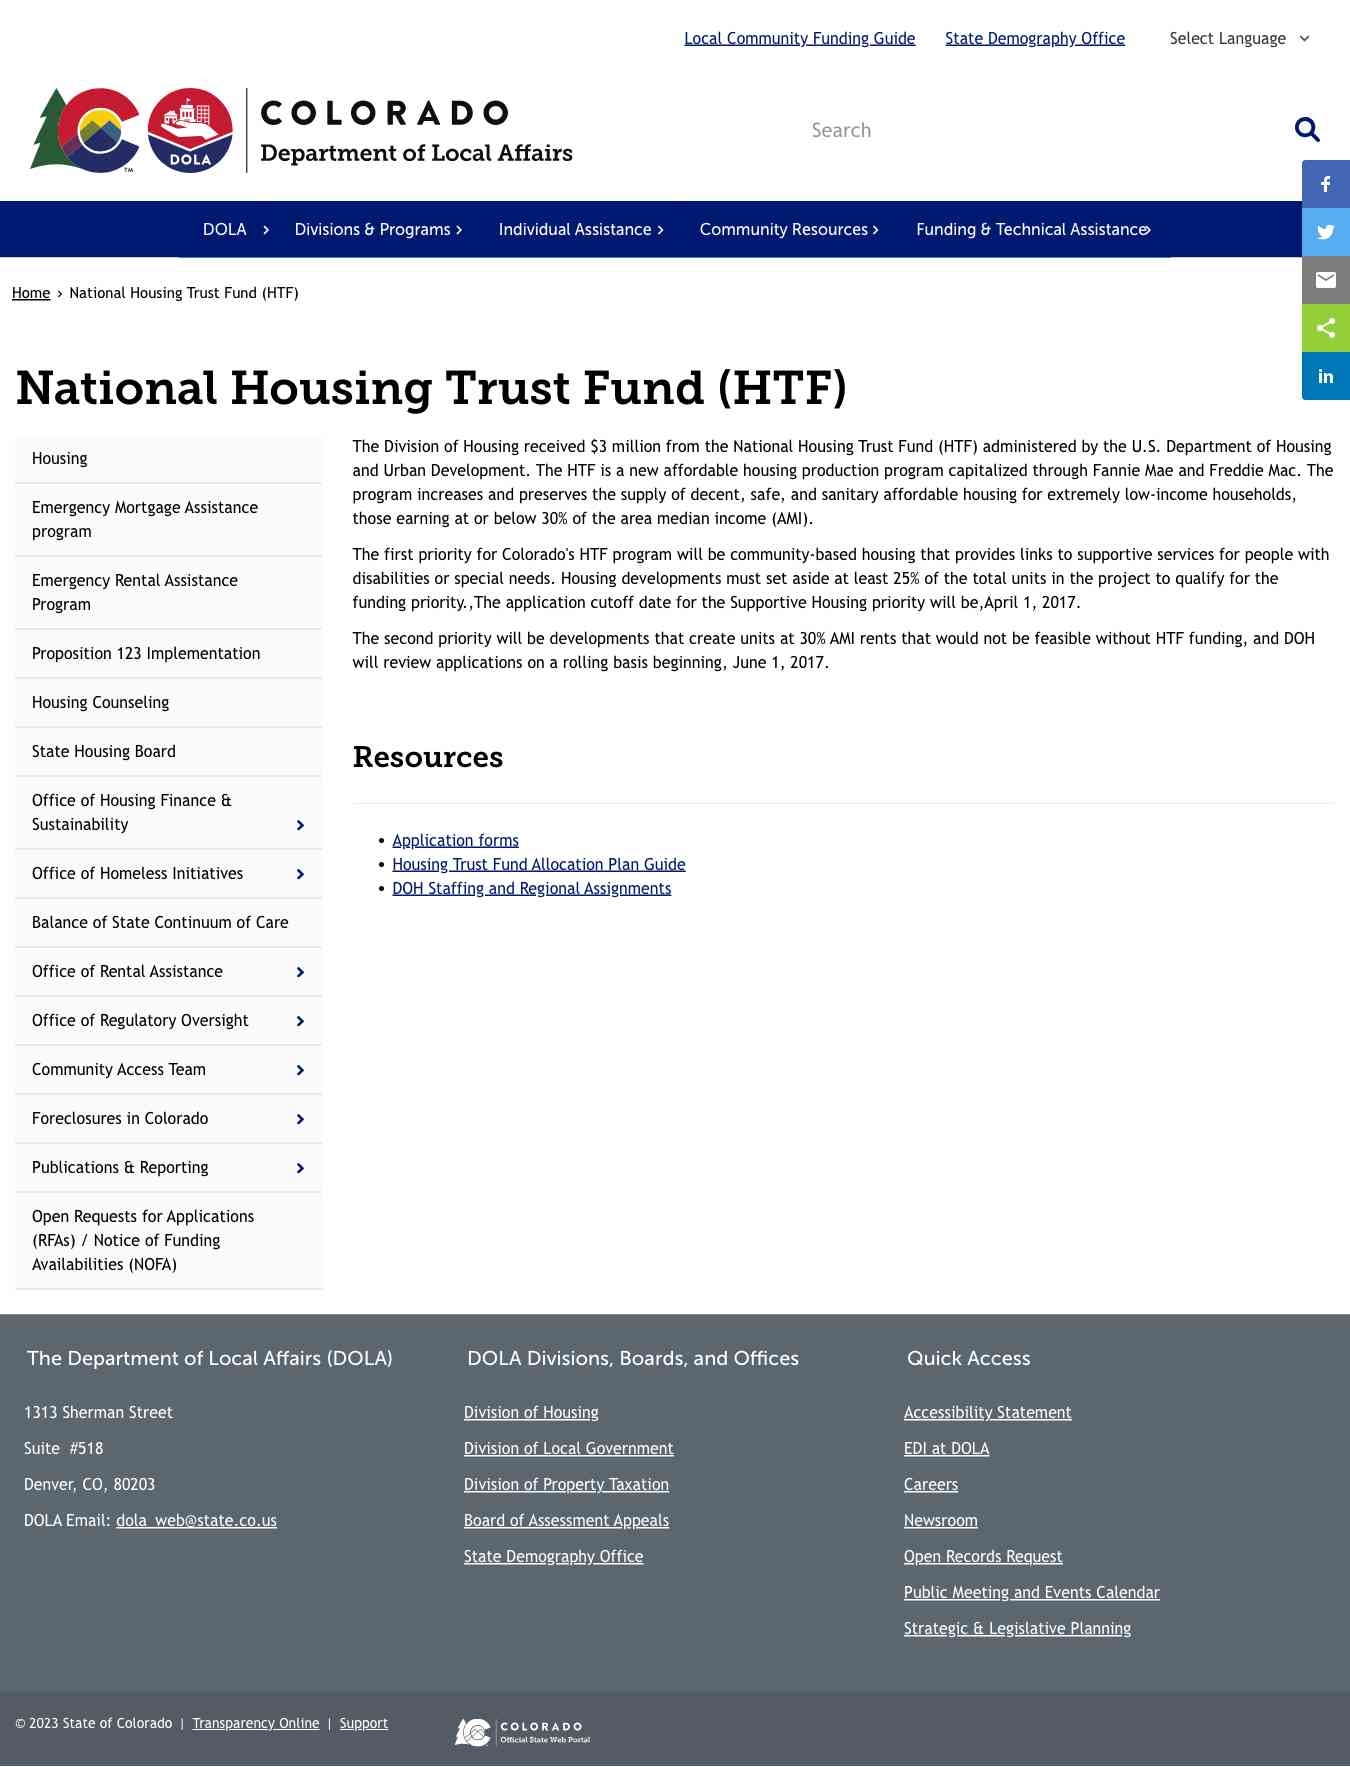 Local Community Funding Guide State Demography Office Select Language
COLORADO
Department of Local Affairs
DOLA
TM
Search
DOLA Divisions & Programs Individual Assistance Community Resources Funding & Technical Assistance
Home › National Housing Trust Fund (HTF)
National Housing Trust Fund (HTF)
Housing
Emergency Mortgage Assistance
program
Emergency Rental Assistance
Program
Proposition 123 Implementation
Housing Counseling
State Housing Board
Office of Housing Finance &
Sustainability
Office of Homeless Initiatives
Balance of State Continuum of Care
Office of Rental Assistance
Office of Regulatory Oversight
Community Access Team
Foreclosures in Colorado
Publications & Reporting
Open Requests for Applications
(RFAs) / Notice of Funding
Availabilities (NOFA)
The Division of Housing received $3 million from the National Housing Trust Fund (HTF) administered by the U.S. Department of Housing
and Urban Development. The HTF is a new affordable housing production program capitalized through Fannie Mae and Freddie Mac. The
program increases and preserves the supply of decent, safe, and sanitary affordable housing for extremely low-income households,
those earning at or below 30% of the area median income (AMI).
The first priority for Colorado's HTF program will be community-based housing that provides links to supportive services for people with
disabilities or special needs. Housing developments must set aside at least 25% of the total units in the project to qualify for the
funding priority.,The application cutoff date for the Supportive Housing priority will be,April 1, 2017.
The second priority will be developments that create units at 30% AMI rents that would not be feasible without HTF funding, and DOH
will review applications on a rolling basis beginning, June 1, 2017.
Resources
• Application forms
• Housing Trust Fund Allocation Plan Guide
• DOH Staffing and Regional Assignments
The Department of Local Affairs (DOLA)
1313 Sherman Street
Suite #518
Denver, CO, 80203
DOLA Email: dola_web@state.co.us
DOLA Divisions, Boards, and Offices
Division of Housing
Division of Local Government
Division of Property Taxation
Board of Assessment Appeals
State Demography Office
Quick Access
Accessibility Statement
EDI at DOLA
Careers
Newsroom
Open Records Request
Public Meeting and Events Calendar
Strategic & Legislative Planning
© 2023 State of Colorado | Transparency Online | Support
COLORADO
Official State Web Portal